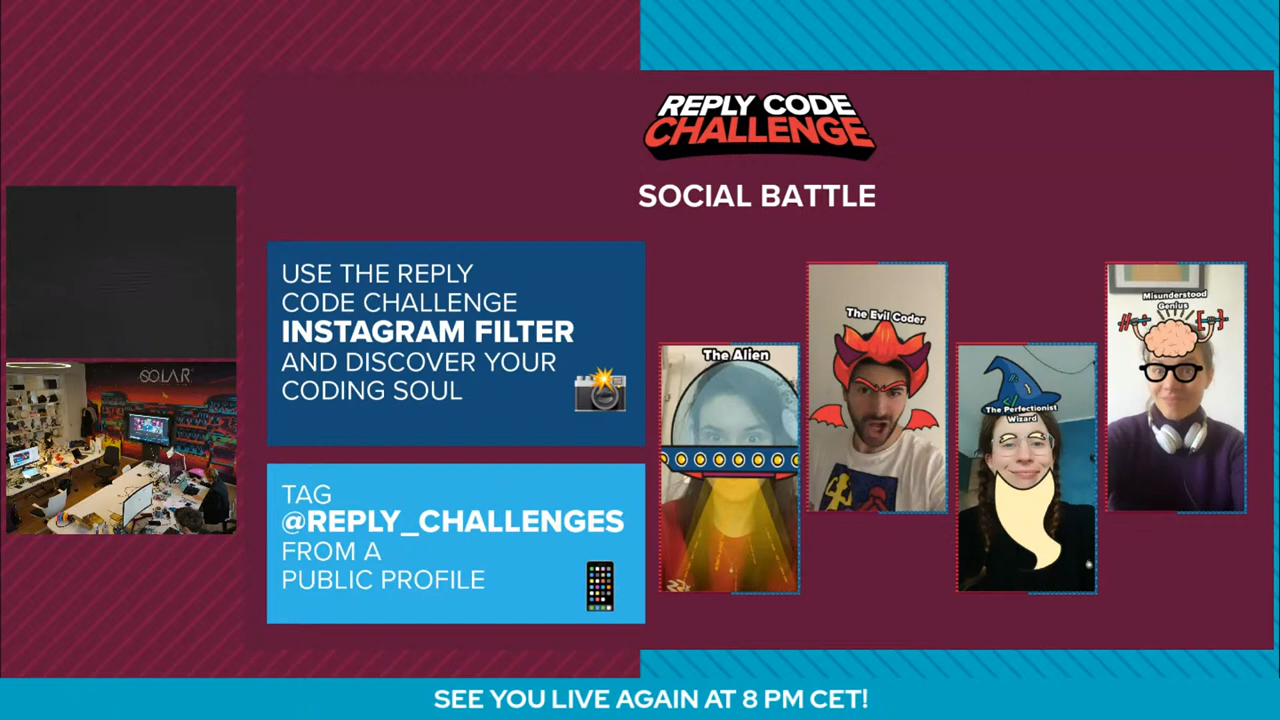 REPLY CODE
CHALLENGE
SOCIAL BATTLE
USE THE REPLY
CODE CHALLENGE
INSTAGRAM FILTER
AND DISCOVER YOUR
CODING SOUL
TAG
@REPLY_CHALLENGES
FROM A
PUBLIC PROFILE
SOLAR
The Alien
The Evil Coder
The Perfectionist
Wizard
Misunderstood
Genius
SEE YOU LIVE AGAIN AT 8 PM CET!